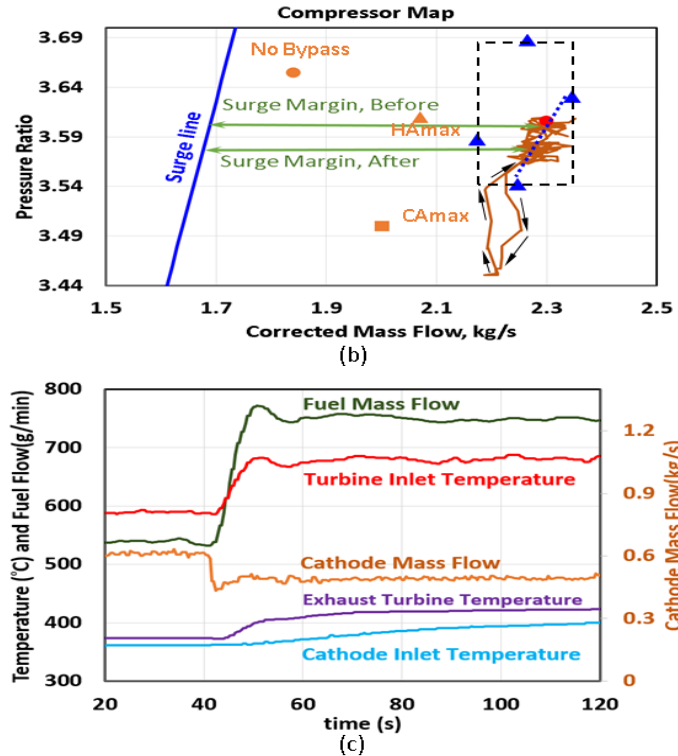 Compressor Map
3.69
3.64
3.59
3.54
3.49
3.44
Pressure Ratio
No Bypass
Surge Margin, Before
HAmax
Surge Margin, After
CAmax
Surge line
1.5
1.7
1.9
2.1
2.3
2.5
Corrected Mass Flow, kg/s
(b)
800
700
600
500
400
300
Temperature (°C) and Fuel Flow(g/min)
Fuel Mass Flow
Turbine Inlet Temperature
Cathode Mass Flow
Exhaust Turbine Temperature
Cathode Inlet Temperature
1.2
0.9
0.6
0.3
0
Cathode Mass Flow(kg/s)
20
40
60
80
100
120
time (s)
(c)